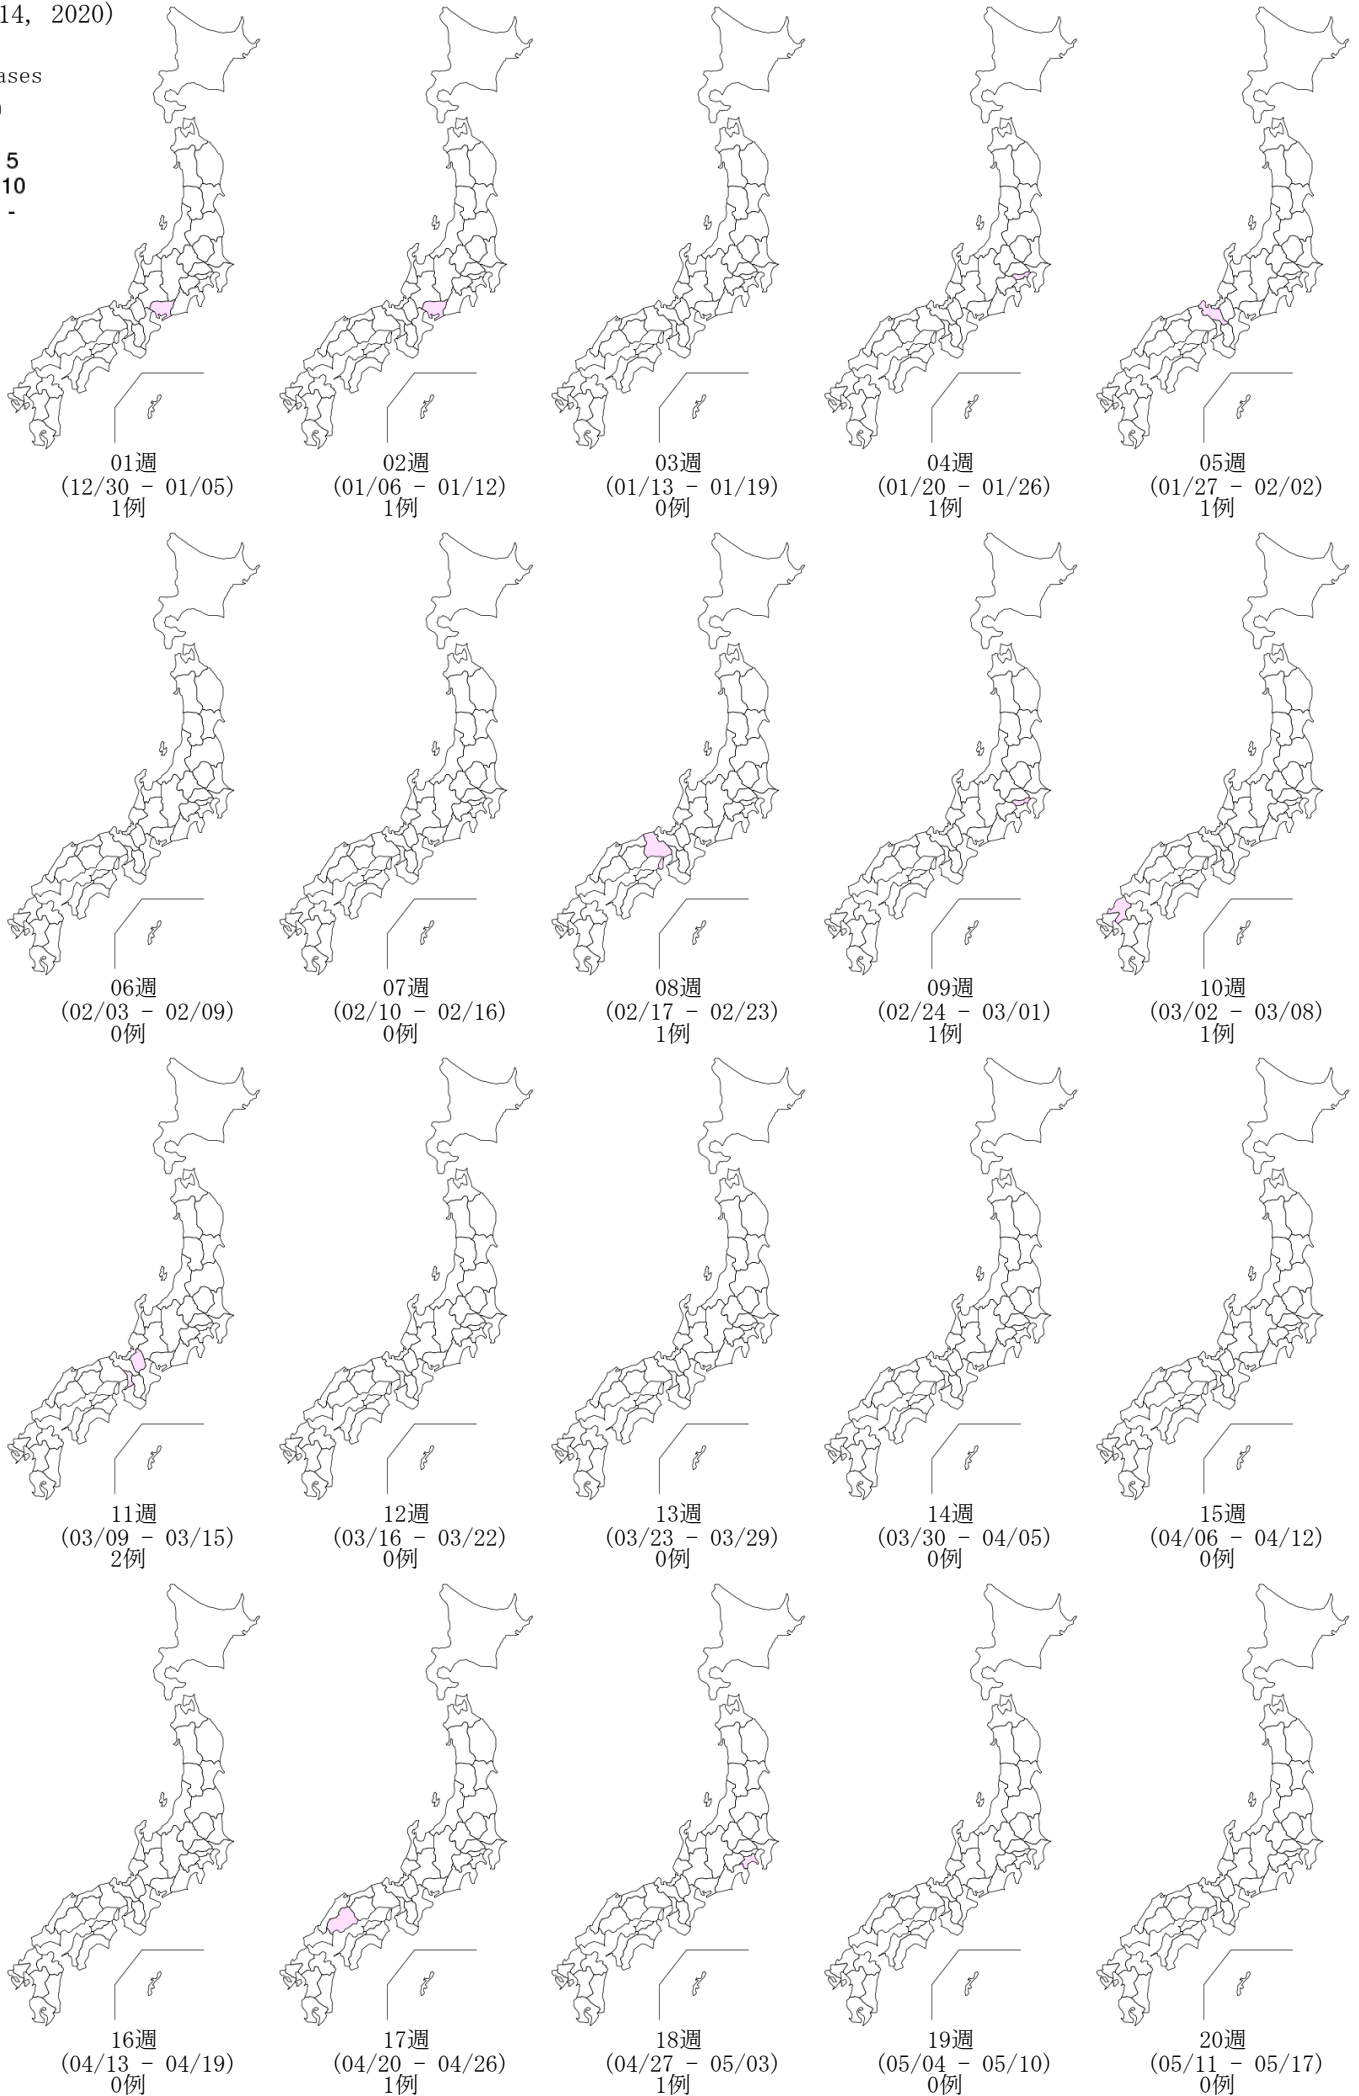 14, 2020)
ases
5
10
-
01週
(12/30 - 01/05)
1例
02週
(01/06 - 01/12)
1例
03週
(01/13 - 01/19)
0例
04週
(01/20 - 01/26)
1例
05週
(01/27 - 02/02)
1例
06週
(02/03 - 02/09)
0例
07週
(02/10 - 02/16)
0例
08週
(02/17 - 02/23)
1例
09週
(02/24 - 03/01)
1例
10週
(03/02 - 03/08)
1例
11週
(03/09 - 03/15)
2例
12週
(03/16 - 03/22)
0例
13週
(03/23 - 03/29)
0例
14週
(03/30 - 04/05)
0例
15週
(04/06 - 04/12)
0例
16週
(04/13 - 04/19)
0例
17週
(04/20 - 04/26)
1例
18週
(04/27 - 05/03)
1例
19週
(05/04 - 05/10)
0例
20週
(05/11 - 05/17)
0例